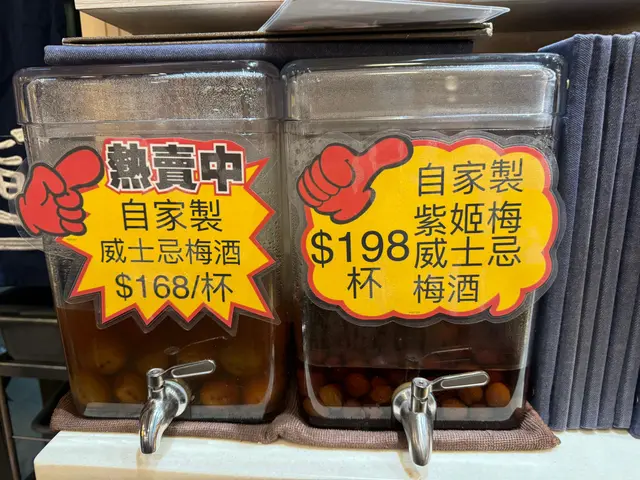 熱賣中
自家製
威士忌梅酒
$168/杯
自家製
紫姬梅
威士忌
梅酒
$198
杯